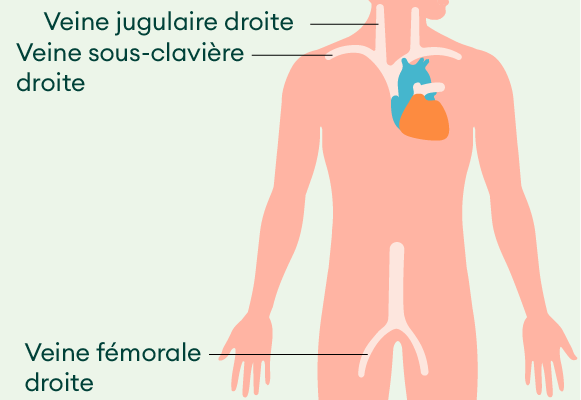 Veine jugulaire droite
Veine sous-clavière
droite
Veine fémorale
droite